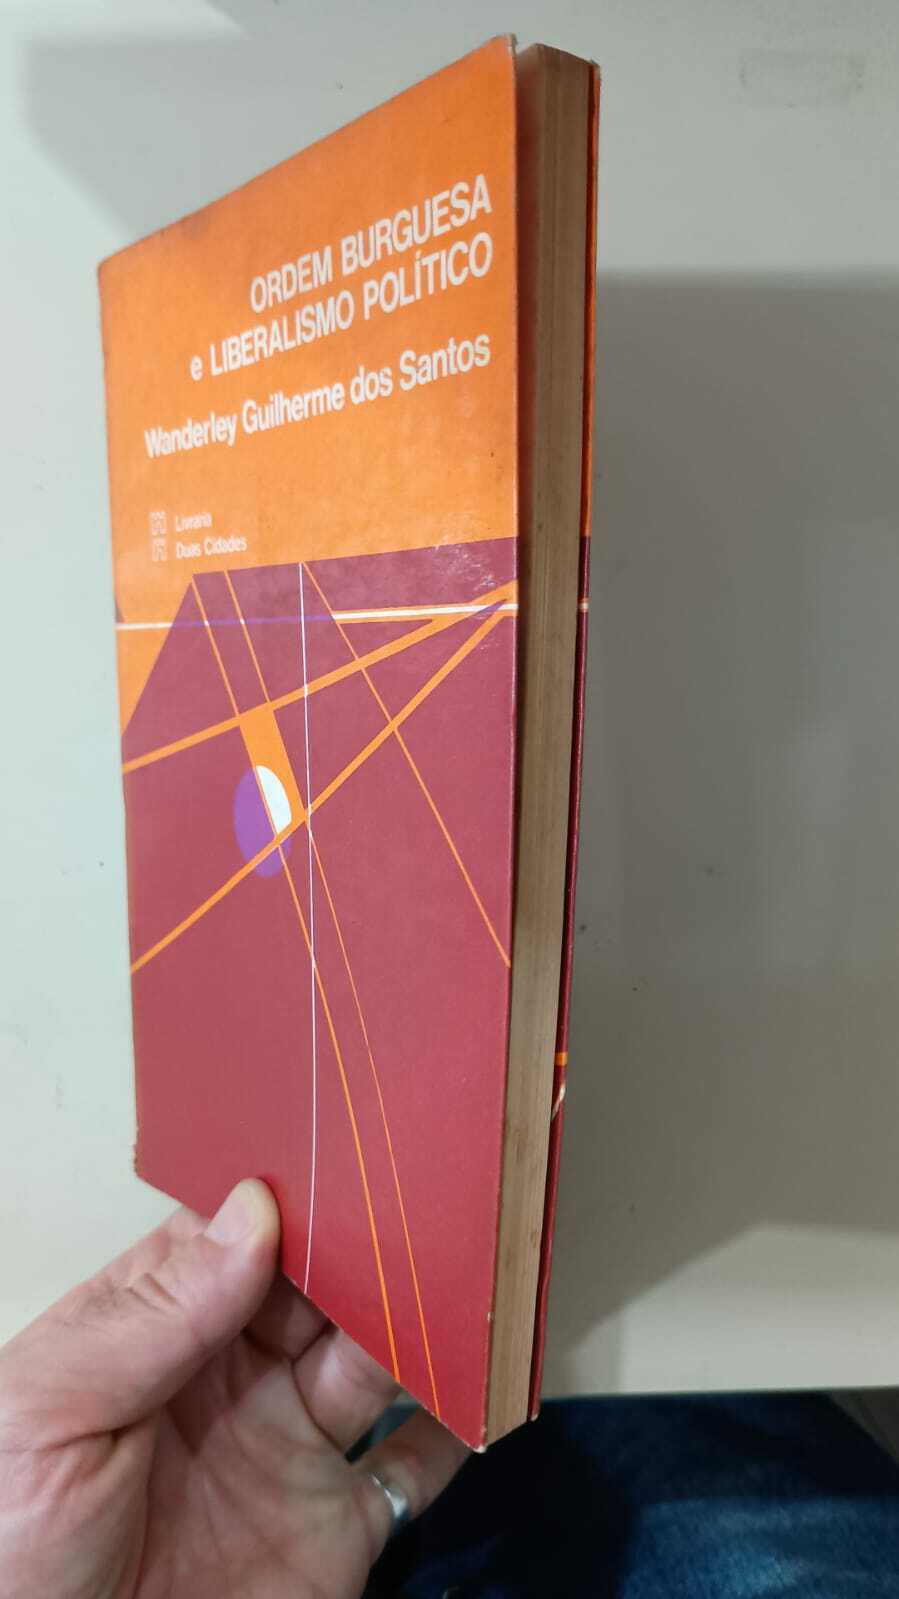 ORDEM BURGUESA
e LIBERALISMO POLÍTICO
Wanderley Guilherme dos Santos
Livraria
Duas Cidades